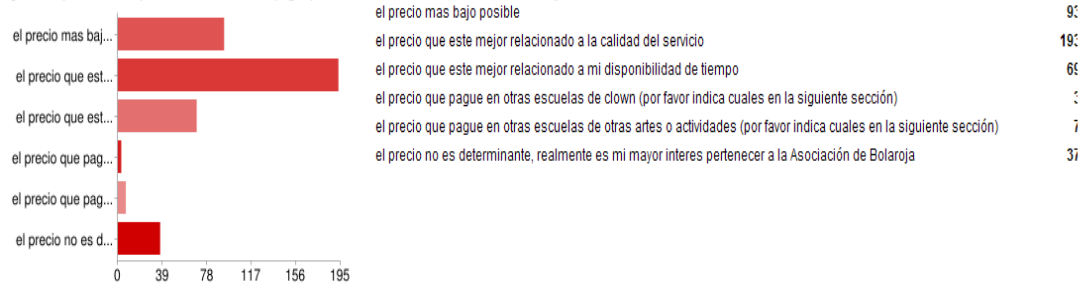 el precio mas baj...
el precio que est...
el precio que est...
el precio que pag...
el precio que pag...
el precio no es d...
0 39 78 117 156 195
el precio mas bajo posible 93
el precio que este mejor relacionado a la calidad del servicio 193
el precio que este mejor relacionado a mi disponibilidad de tiempo 69
el precio que pague en otras escuelas de clown (por favor indica cuales en la siguiente sección) 3
el precio que pague en otras escuelas de otras artes o actividades (por favor indica cuales en la siguiente sección) 7
el precio no es determinante, realmente es mi mayor interes pertenecer a la Asociación de Bolaroja 37